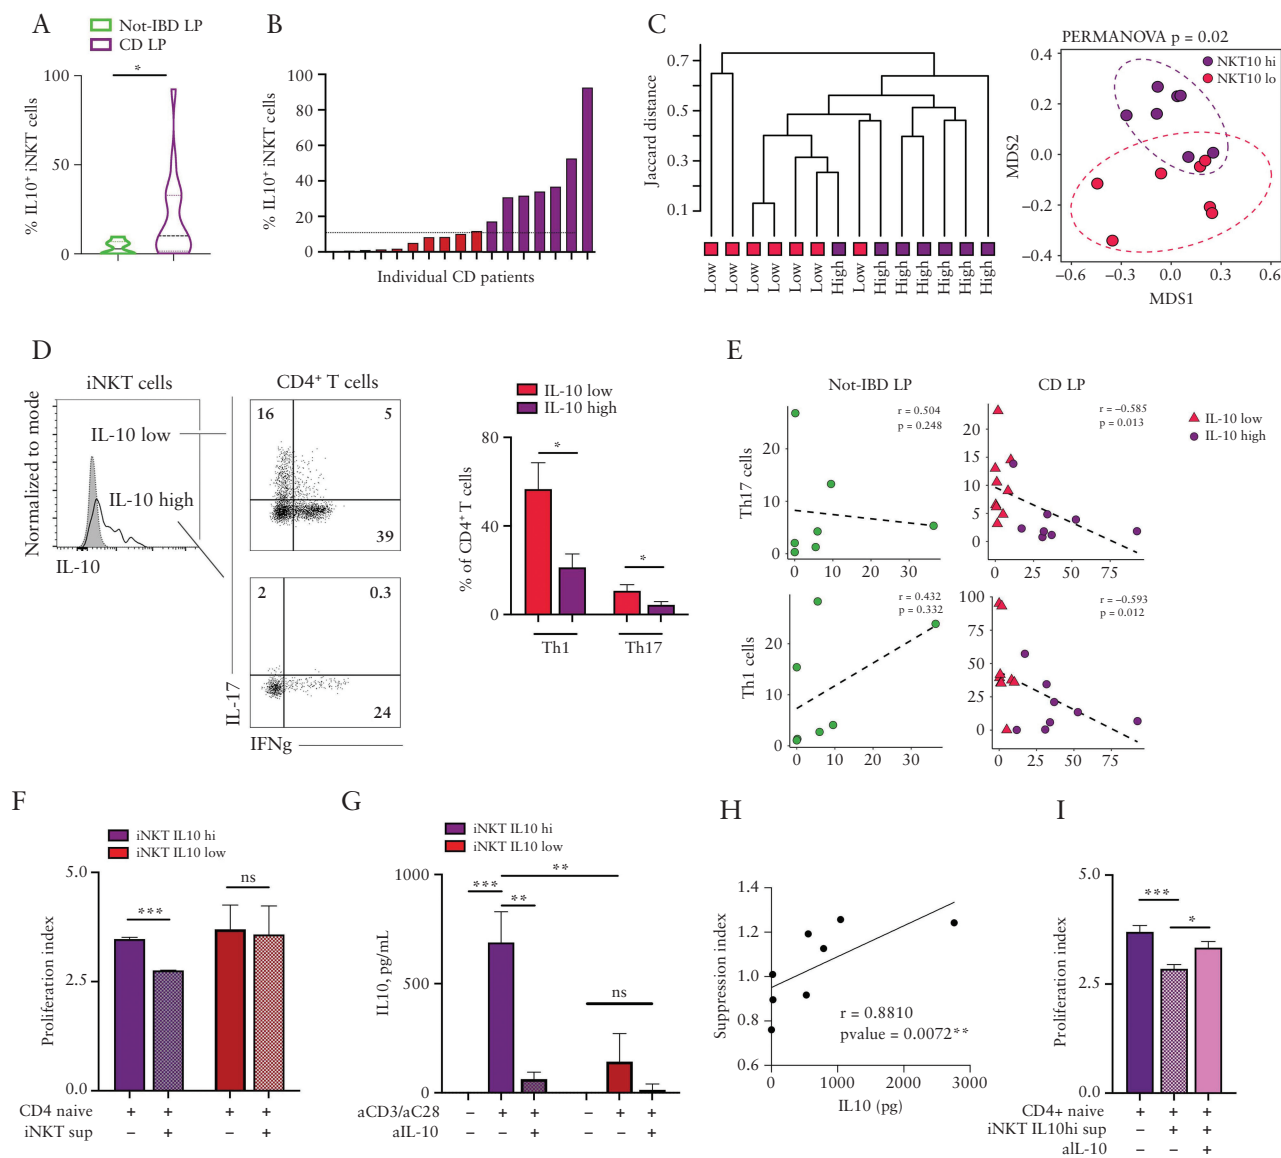 A
Not-IBD LP
CD LP
*
100
50
0
% IL10⁺ iNKT cells
B
100
80
60
40
20
0
% IL10⁺ iNKT cells
Individual CD patients
C
0.7
0.5
0.3
0.1
Jaccard distance
Low
Low
Low
Low
Low
Low
High
Low
High
High
High
High
High
High
PERMANOVA p = 0.02
NKT10 hi
NKT10 lo
0.4
0.2
0.0
−0.2
−0.4
MDS2
−0.6
−0.3
0.0
0.3
0.6
MDS1
D
iNKT cells
Normalized to mode
IL-10 low
IL-10 high
IL-10
CD4⁺ T cells
16
5
39
2
0.3
24
IL-17
IFNg
IL-10 low
IL-10 high
80
40
0
% of CD4⁺ T cells
*
*
Th1
Th17
E
Not-IBD LP
CD LP
r = 0.504
p = 0.248
20
10
0
Th17 cells
0
10
20
30
r = −0.585
p = 0.013
20
15
10
5
0
0
25
50
75
IL-10 low
IL-10 high
r = 0.432
p = 0.332
20
10
0
Th1 cells
0
10
20
30
r = −0.593
p = 0.012
100
75
50
25
0
0
25
50
75
F
iNKT IL10 hi
iNKT IL10 low
5.0
2.5
0.0
Proliferation index
***
ns
CD4 naive + + + +
iNKT sup − + − +
G
iNKT IL10 hi
iNKT IL10 low
1000
500
0
IL10, pg/mL
***
**
**
ns
aCD3/aC28 − + + − + +
aIL-10 − + − +
H
1.4
1.2
1.0
0.8
0.6
Suppression index
r = 0.8810
pvalue = 0.0072**
0
1000
2000
3000
IL10 (pg)
I
5.0
2.5
0.0
Proliferation index
***
*
CD4+ naive + + +
iNKT IL10hi sup − + +
alL-10 − − +